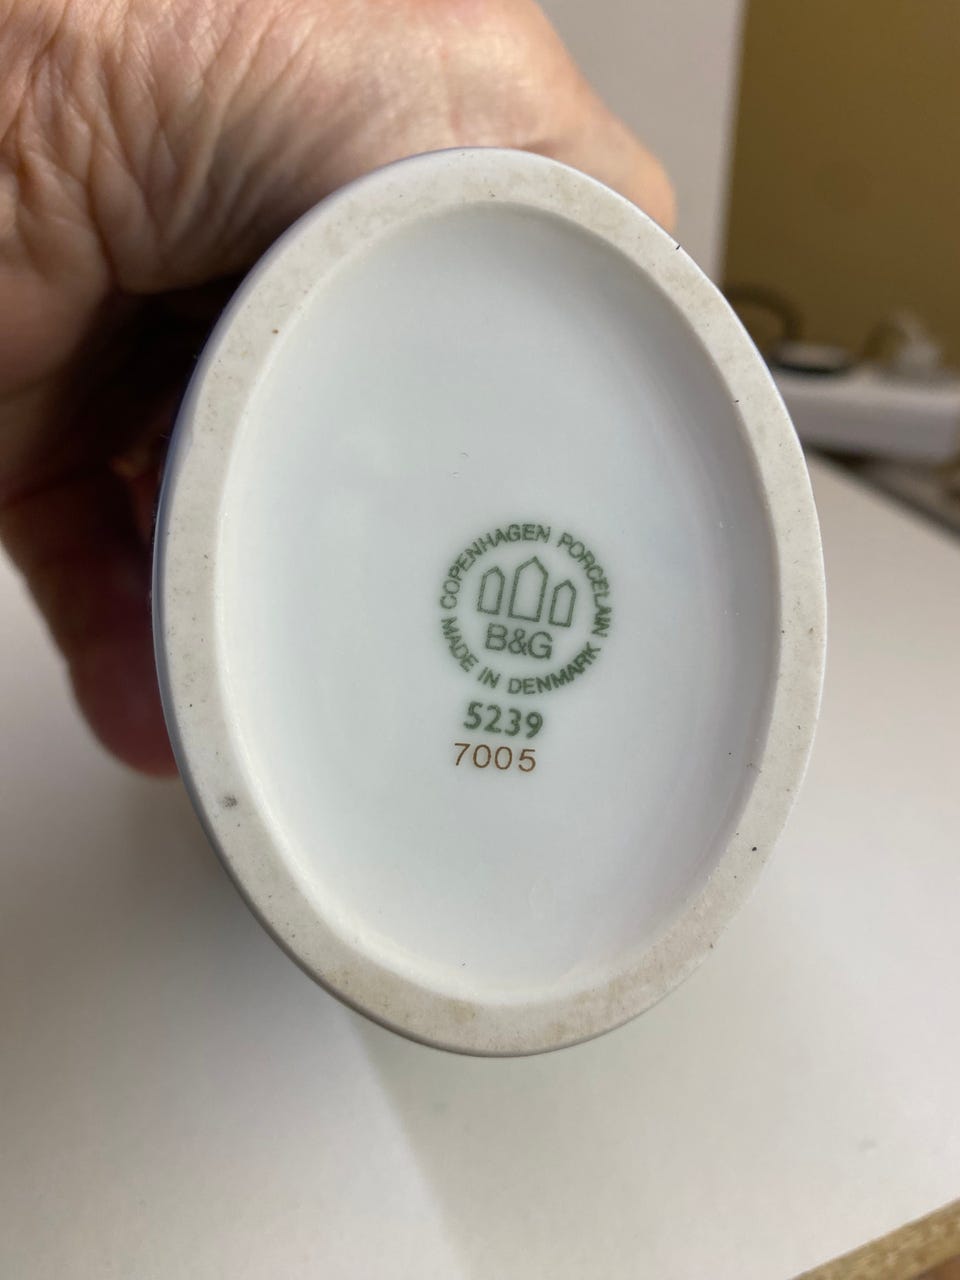 COPENHAGEN PORCELAIN
B&G
MADE IN DENMARK
5239
7005